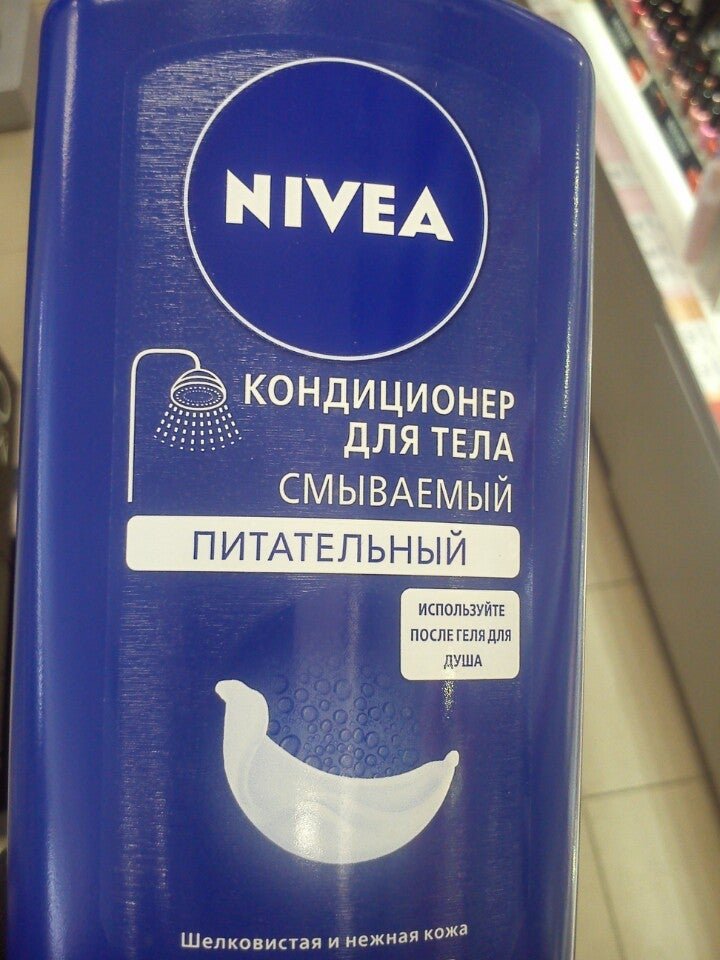 NIVEA
КОНДИЦИОНЕР
ДЛЯ ТЕЛА
СМЫВАЕМЫЙ
ПИТАТЕЛЬНЫЙ
ИСПОЛЬЗУЙТЕ
ПОСЛЕ ГЕЛЯ ДЛЯ
ДУША
Шелковистая и нежная кожа